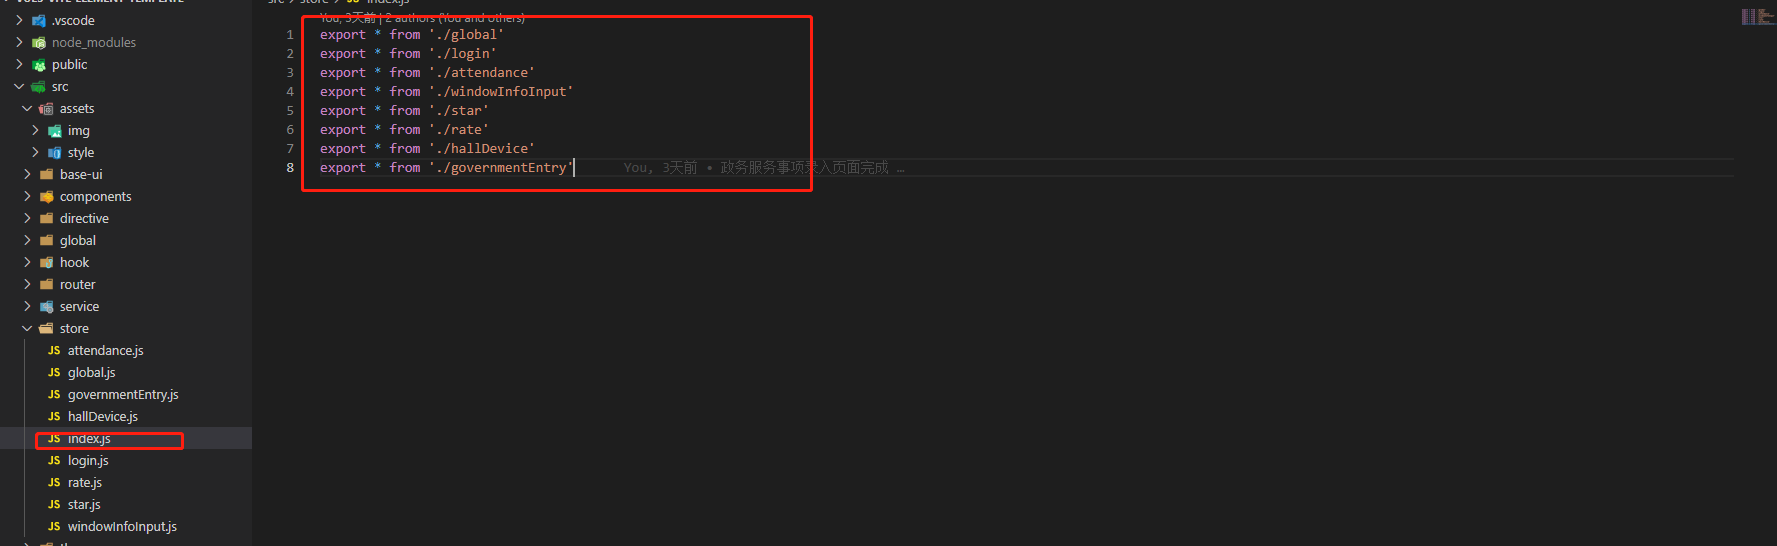 VUE3-VITE-ELEMENT-TEMPLATE
.vscode
node_modules
public
src
assets
img
style
base-ui
components
directive
global
hook
router
service
store
JS attendance.js
JS global.js
JS governmentEntry.js
JS hallDevice.js
JS index.js
JS login.js
JS rate.js
JS star.js
JS windowInfoInput.js
src > store > JS index.js
You, 3天前 | 2 authors (You and others)
1 export * from './global'
2 export * from './login'
3 export * from './attendance'
4 export * from './windowInfoInput'
5 export * from './star'
6 export * from './rate'
7 export * from './hallDevice'
8 export * from './governmentEntry' You, 3天前 • 政务服务事项录入页面完成 …